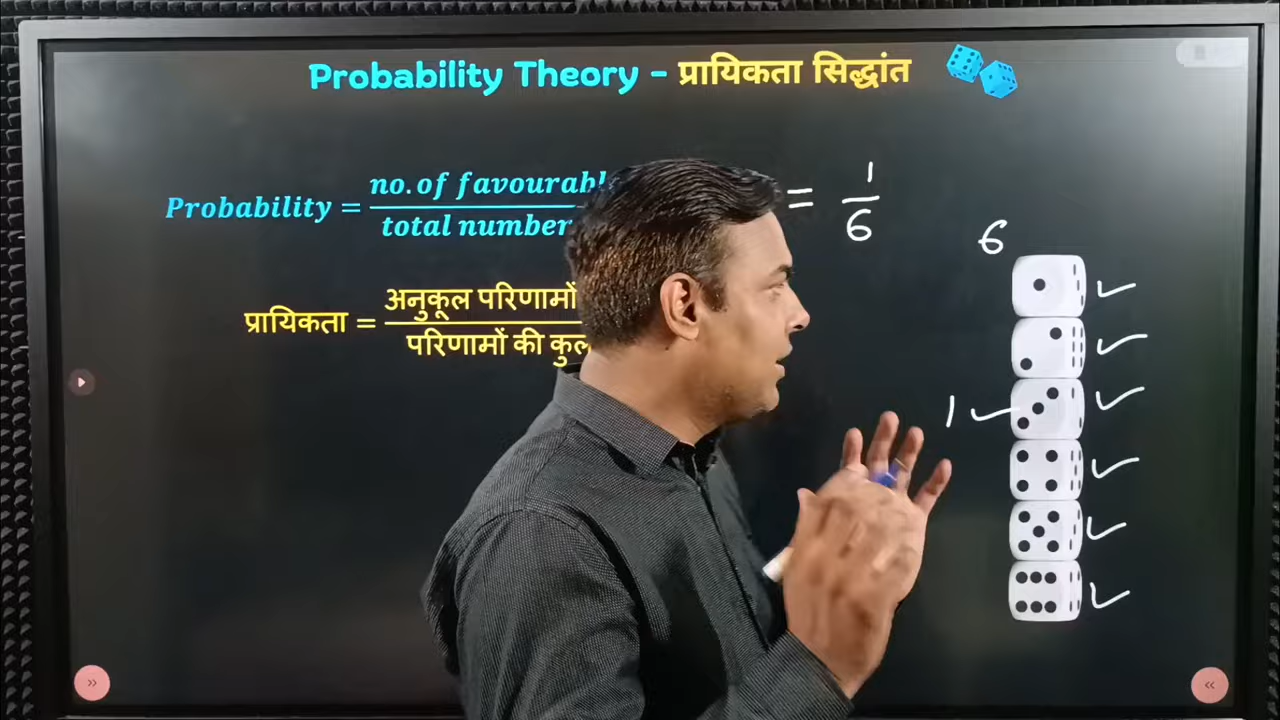 Probability Theory - प्रायिकता सिद्धांत
Probability = no. of favourabl
total number
= 1
6
6
प्रायिकता = अनुकूल परिणामों
परिणामों की कुल
1